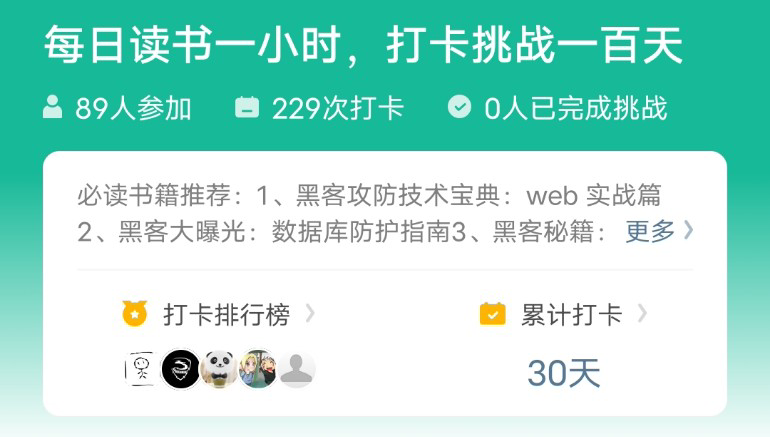 每日读书一小时，打卡挑战一百天
89人参加 229次打卡 0人已完成挑战
必读书籍推荐：1、黑客攻防技术宝典：web 实战篇
2、黑客大曝光：数据库防护指南3、黑客秘籍： 更多
打卡排行榜 累计打卡
30天